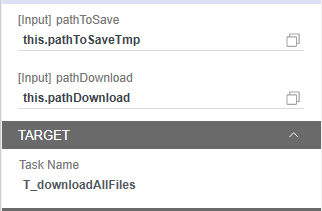 [Input] pathToSave
this.pathToSaveTmp
[Input] pathDownload
this.pathDownload
TARGET
Task Name
T_downloadAllFiles